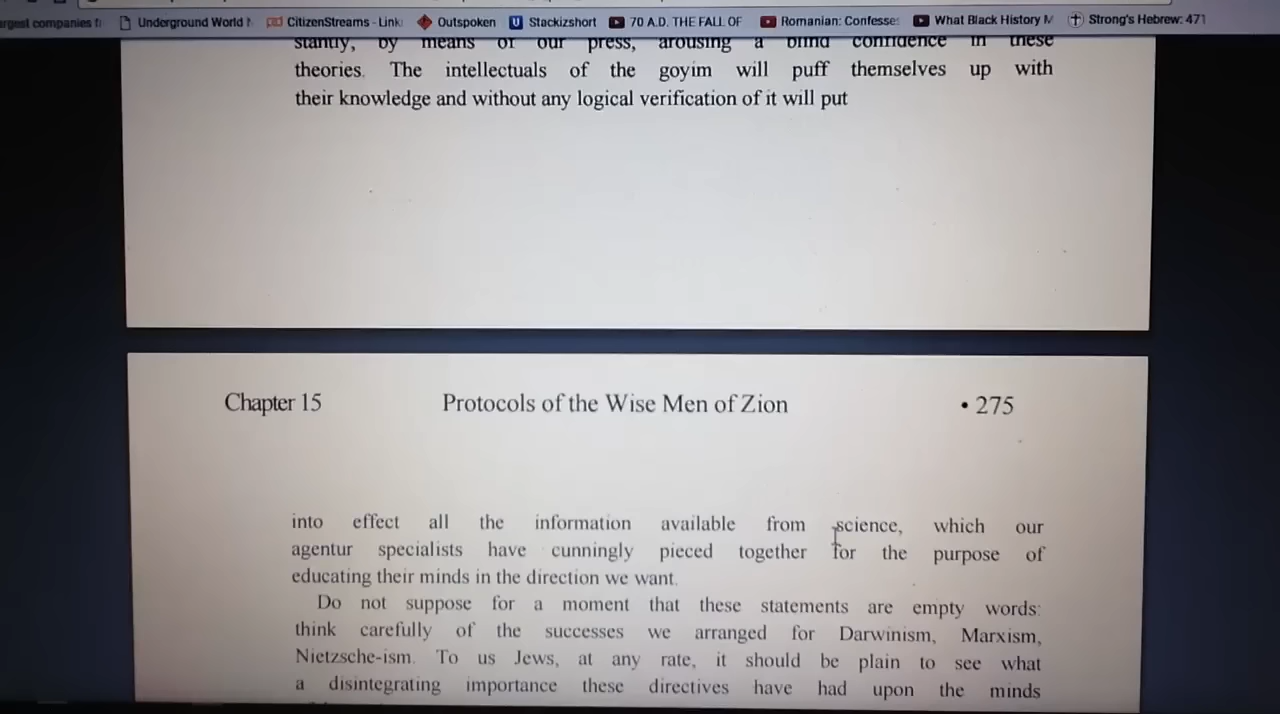 argest companies fi Underground World N CitizenStreams - Link Outspoken Stackizshort 70 A.D. THE FALL OF Romanian: Confesse: What Black History M Strong's Hebrew: 471
stantly, by means of our press, arousing a blind confidence in these
theories. The intellectuals of the goyim will puff themselves up with
their knowledge and without any logical verification of it will put
Chapter 15 Protocols of the Wise Men of Zion • 275
into effect all the information available from science, which our
agentur specialists have cunningly pieced together for the purpose of
educating their minds in the direction we want.
Do not suppose for a moment that these statements are empty words:
think carefully of the successes we arranged for Darwinism, Marxism,
Nietzsche-ism. To us Jews, at any rate, it should be plain to see what
a disintegrating importance these directives have had upon the minds